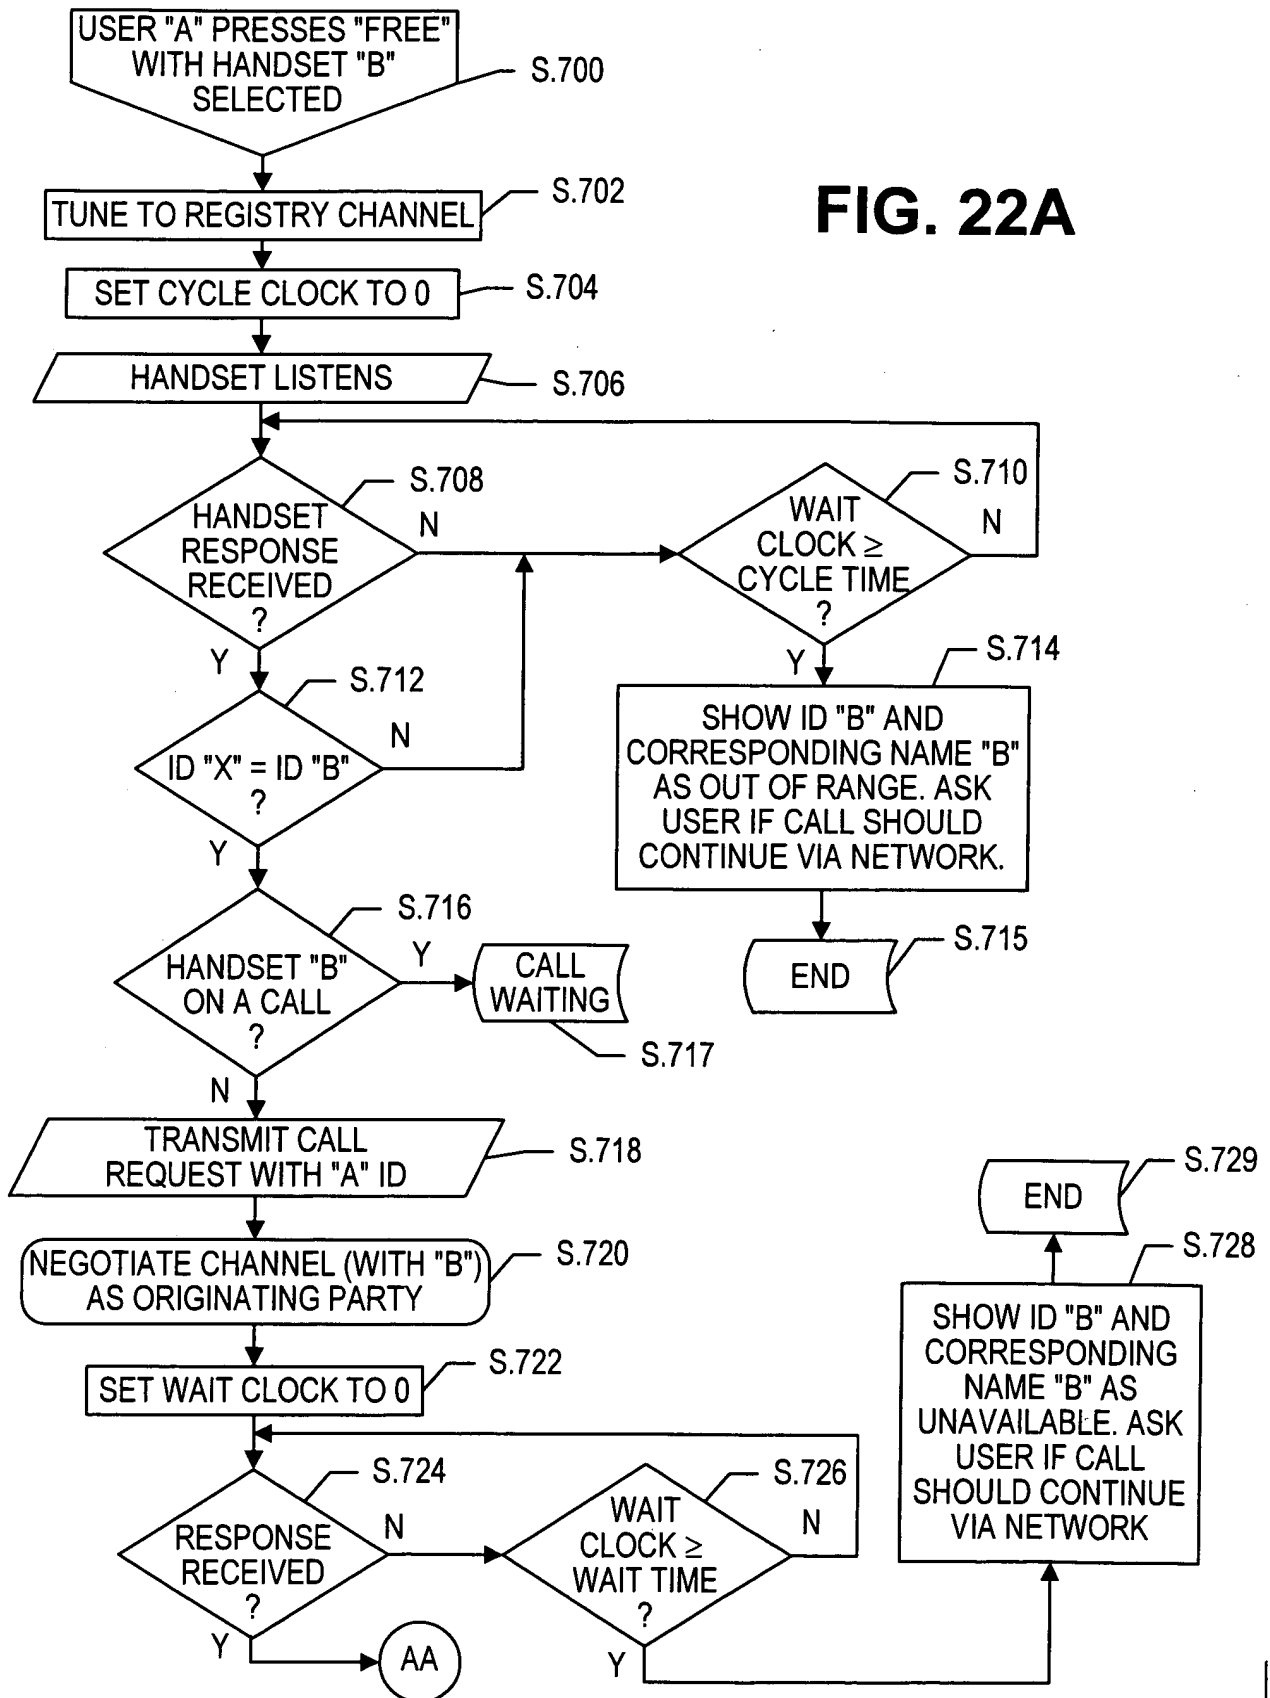 USER "A" PRESSES "FREE"
WITH HANDSET "B"
SELECTED
S.700
TUNE TO REGISTRY CHANNEL
S.702
FIG. 22A
SET CYCLE CLOCK TO 0
S.704
HANDSET LISTENS
S.706
HANDSET
RESPONSE
RECEIVED
?
S.708
N
Y
WAIT
CLOCK ≥
CYCLE TIME
?
S.710
N
Y
ID "X" = ID "B"
?
S.712
N
Y
SHOW ID "B" AND
CORRESPONDING NAME "B"
AS OUT OF RANGE. ASK
USER IF CALL SHOULD
CONTINUE VIA NETWORK.
S.714
END
S.715
HANDSET "B"
ON A CALL
?
S.716
Y
N
CALL
WAITING
S.717
TRANSMIT CALL
REQUEST WITH "A" ID
S.718
NEGOTIATE CHANNEL (WITH "B")
AS ORIGINATING PARTY
S.720
SET WAIT CLOCK TO 0
S.722
RESPONSE
RECEIVED
?
S.724
N
Y
AA
WAIT
CLOCK ≥
WAIT TIME
?
S.726
N
Y
END
S.729
S.728
SHOW ID "B" AND
CORRESPONDING
NAME "B" AS
UNAVAILABLE. ASK
USER IF CALL
SHOULD CONTINUE
VIA NETWORK